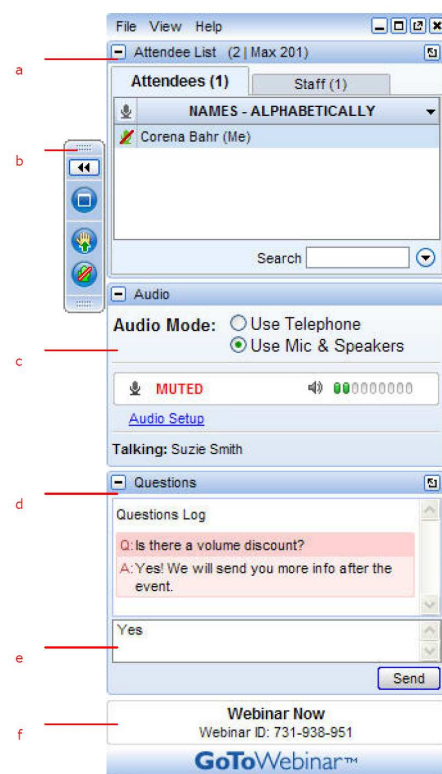 File View Help
a
Attendee List (2 | Max 201)
Attendees (1)
Staff (1)
NAMES - ALPHABETICALLY
Corena Bahr (Me)
b
Search
Audio
Audio Mode:
Use Telephone
Use Mic & Speakers
c
MUTED
Audio Setup
Talking: Suzie Smith
Questions
d
Questions Log
Q: Is there a volume discount?
A: Yes! We will send you more info after the
event.
Yes
e
Send
Webinar Now
Webinar ID: 731-938-951
f
GoToWebinar™